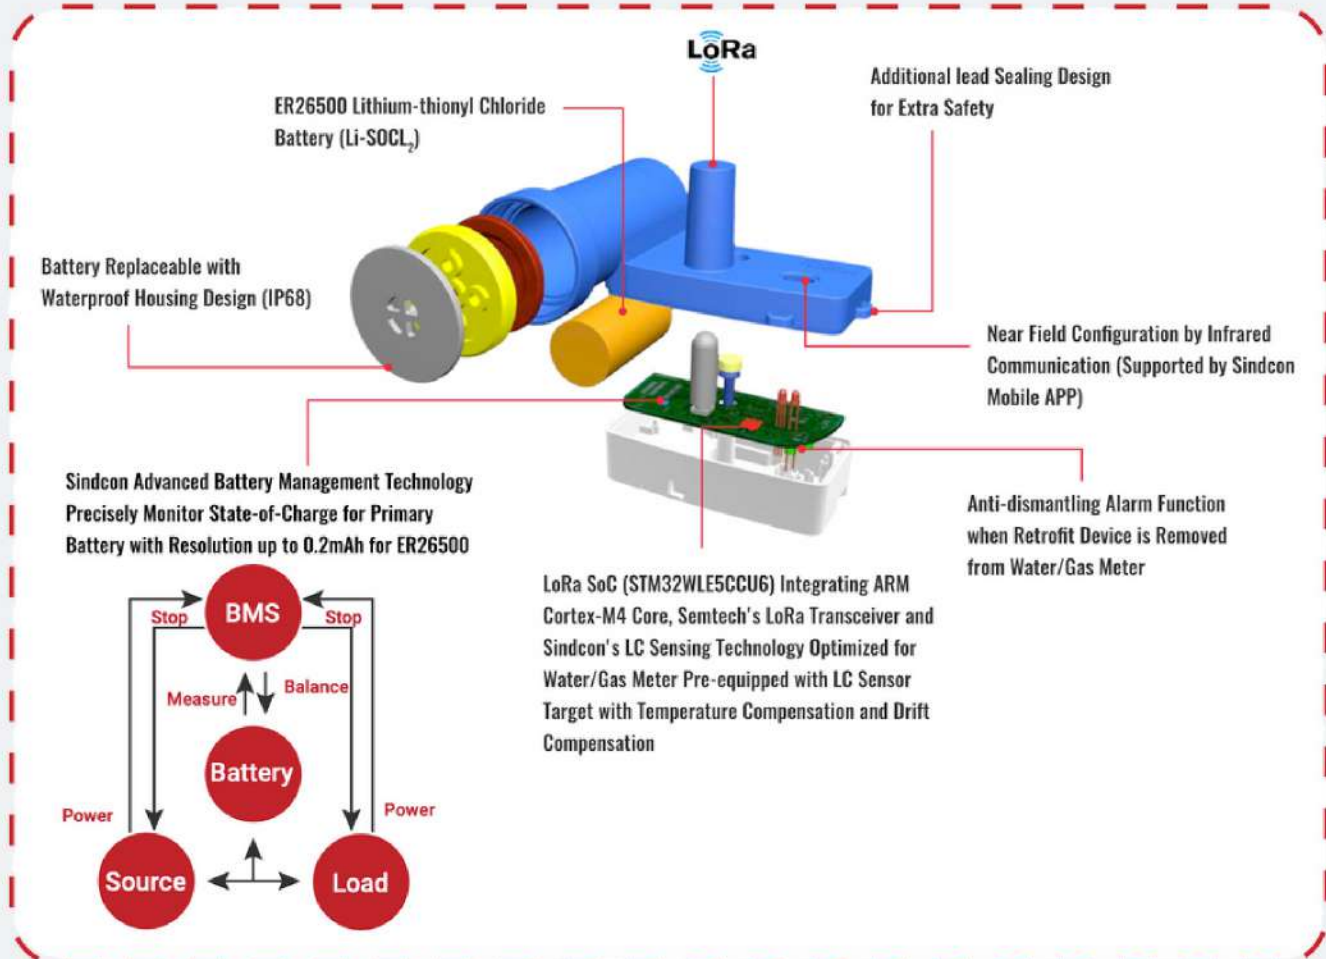 LoRa
Additional lead Sealing Design
for Extra Safety
ER26500 Lithium-thionyl Chloride
Battery (Li-SOCL₂)
Battery Replaceable with
Waterproof Housing Design (IP68)
Near Field Configuration by Infrared
Communication (Supported by Sindcon
Mobile APP)
Sindcon Advanced Battery Management Technology
Precisely Monitor State-of-Charge for Primary
Battery with Resolution up to 0.2mAh for ER26500
Anti-dismantling Alarm Function
when Retrofit Device is Removed
from Water/Gas Meter
LoRa SoC (STM32WLE5CCU6) Integrating ARM
Cortex-M4 Core, Semtech's LoRa Transceiver and
Sindcon's LC Sensing Technology Optimized for
Water/Gas Meter Pre-equipped with LC Sensor
Target with Temperature Compensation and Drift
Compensation
BMS
Stop
Stop
Measure
Balance
Battery
Power
Power
Source
Load